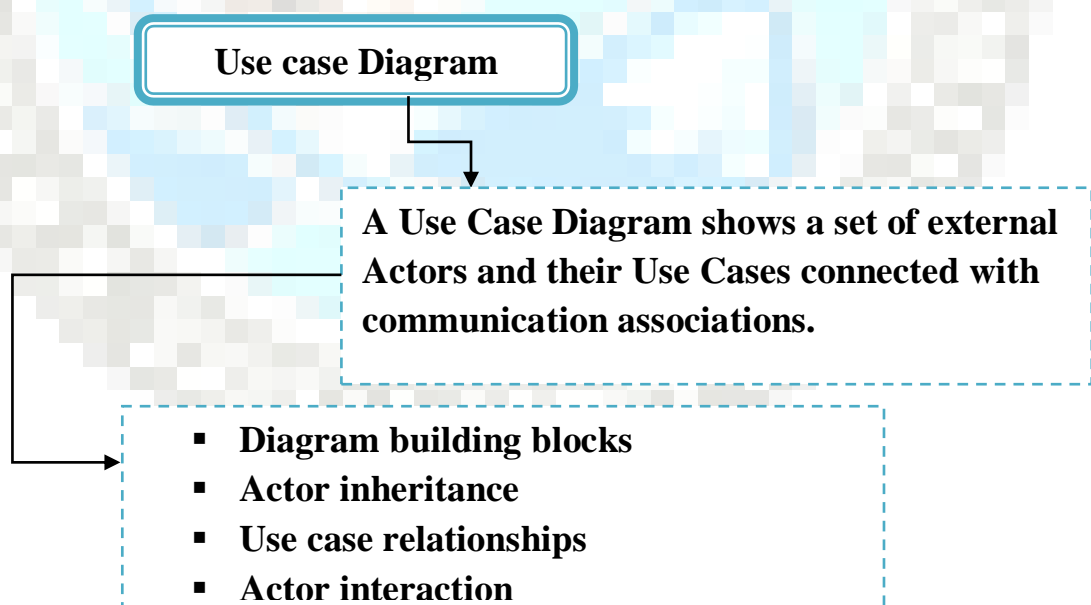 Use case Diagram
A Use Case Diagram shows a set of external
Actors and their Use Cases connected with
communication associations.
▪ Diagram building blocks
▪ Actor inheritance
▪ Use case relationships
▪ Actor interaction